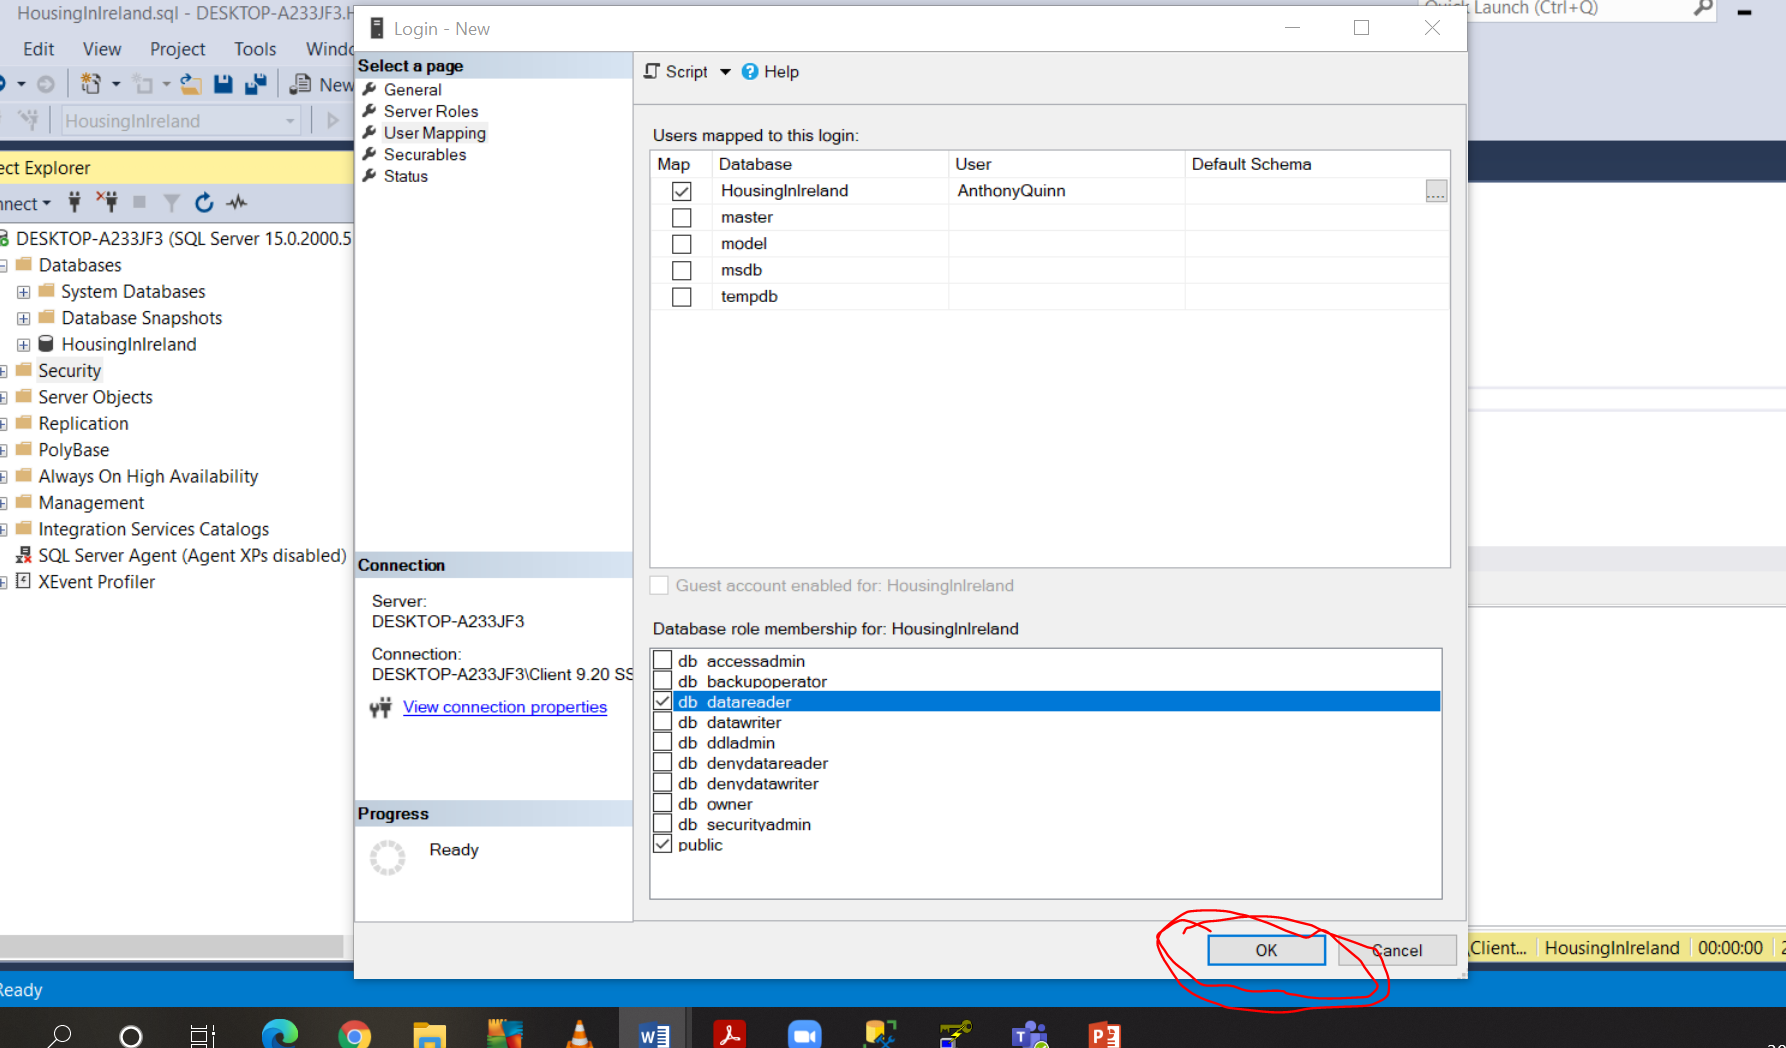 HousingInIreland.sql - DESKTOP-A233JF3.H
Quick Launch (Ctrl+Q)
Edit View Project Tools Windo
New
HousingInIreland
ect Explorer
nnect
DESKTOP-A233JF3 (SQL Server 15.0.2000.5
Databases
System Databases
Database Snapshots
HousingInIreland
Security
Server Objects
Replication
PolyBase
Always On High Availability
Management
Integration Services Catalogs
SQL Server Agent (Agent XPs disabled)
XEvent Profiler
Login - New
Select a page
General
Server Roles
User Mapping
Securables
Status
Connection
Server:
DESKTOP-A233JF3
Connection:
DESKTOP-A233JF3\Client 9.20 SS
View connection properties
Progress
Ready
Script Help
Users mapped to this login:
Map Database User Default Schema
HousingInIreland AnthonyQuinn ....
master
model
msdb
tempdb
Guest account enabled for: HousingInIreland
Database role membership for: HousingInIreland
db_accessadmin
db_backupoperator
db_datareader
db_datawriter
db_ddladmin
db_denydatareader
db_denydatawriter
db_owner
db_securityadmin
public
OK Cancel
\Client... HousingInIreland 00:00:00 2
Ready